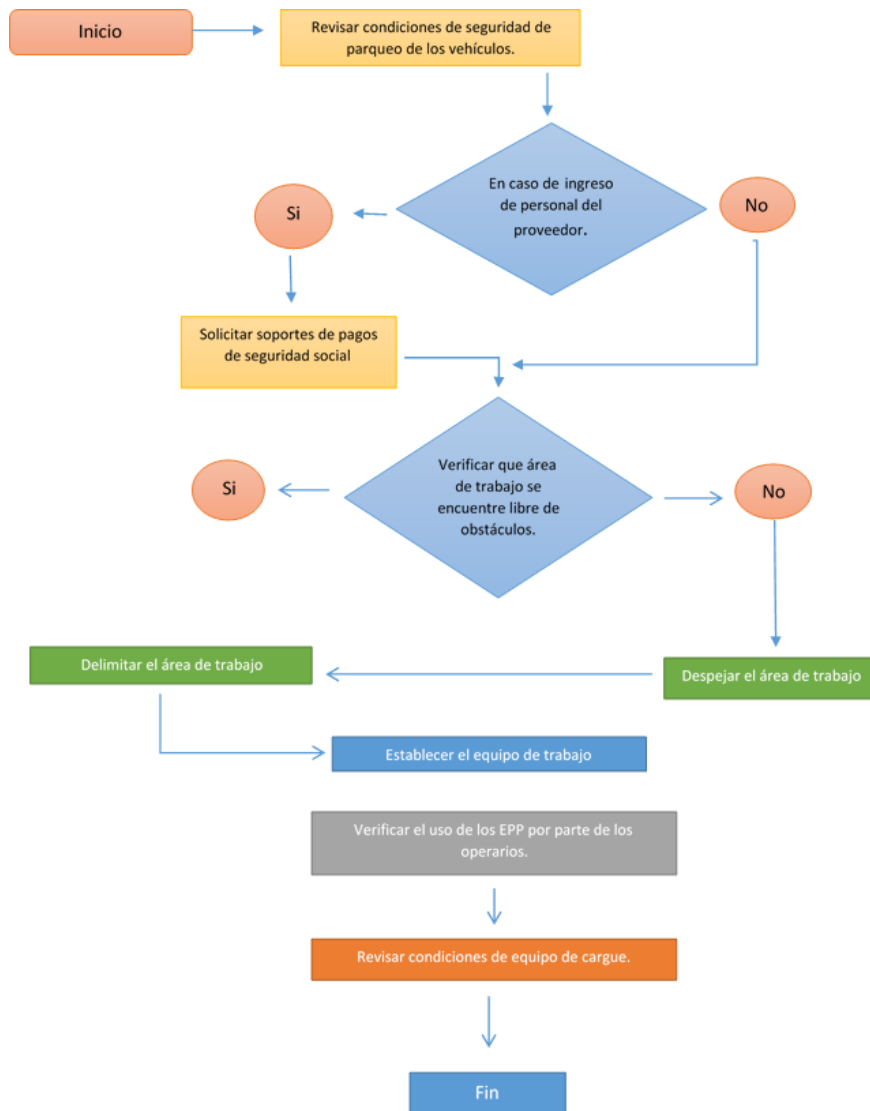 Inicio
Revisar condiciones de seguridad de
parqueo de los vehículos.
En caso de ingreso
de personal del
proveedor.
Si
No
Solicitar soportes de pagos
de seguridad social
Verificar que área
de trabajo se
encuentre libre de
obstáculos.
Si
No
Delimitar el área de trabajo
Despejar el área de trabajo
Establecer el equipo de trabajo
Verificar el uso de los EPP por parte de los
operarios.
Revisar condiciones de equipo de cargue.
Fin